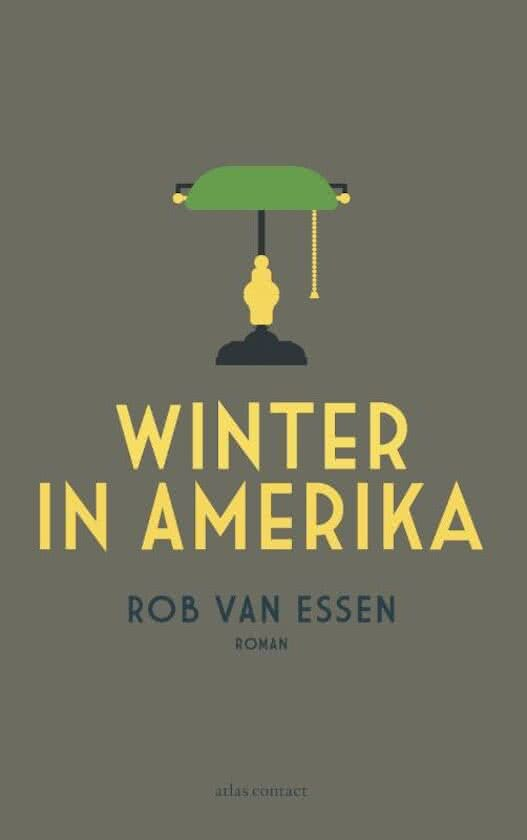 WINTER
IN AMERIKA
ROB VAN ESSEN
ROMAN
atlas contact